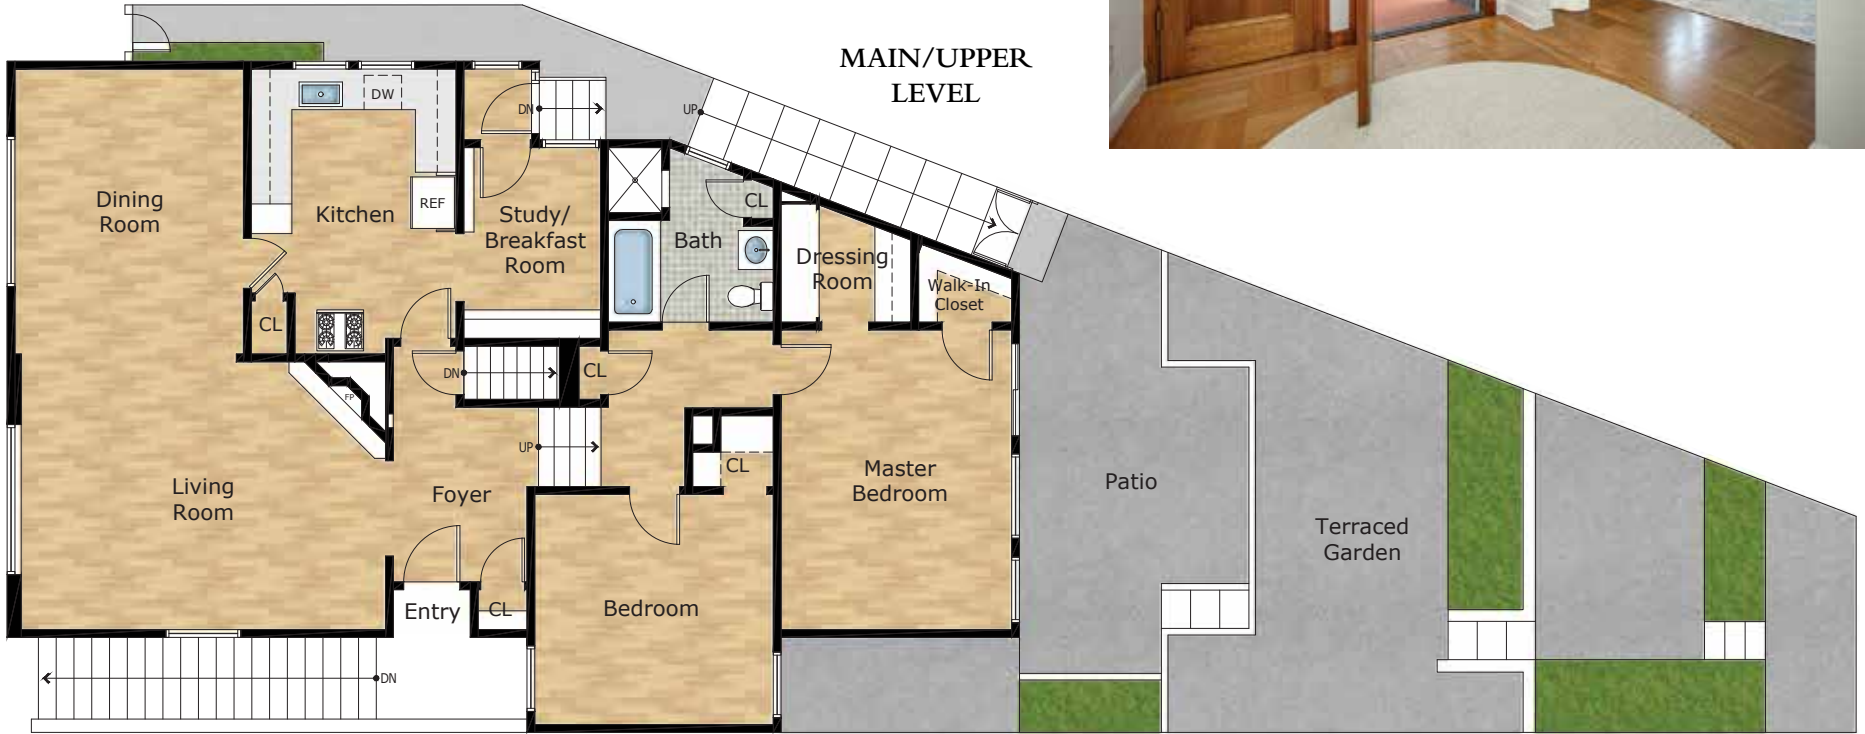 MAIN/UPPER
LEVEL
DW
DN
UP
Dining
Room
Kitchen
REF
Study/
Breakfast
Room
CL
Bath
Dressing
Room
Walk-In
Closet
CL
FP
DN
CL
UP
CL
Living
Room
Foyer
Master
Bedroom
Patio
Terraced
Garden
Entry
CL
Bedroom
DN